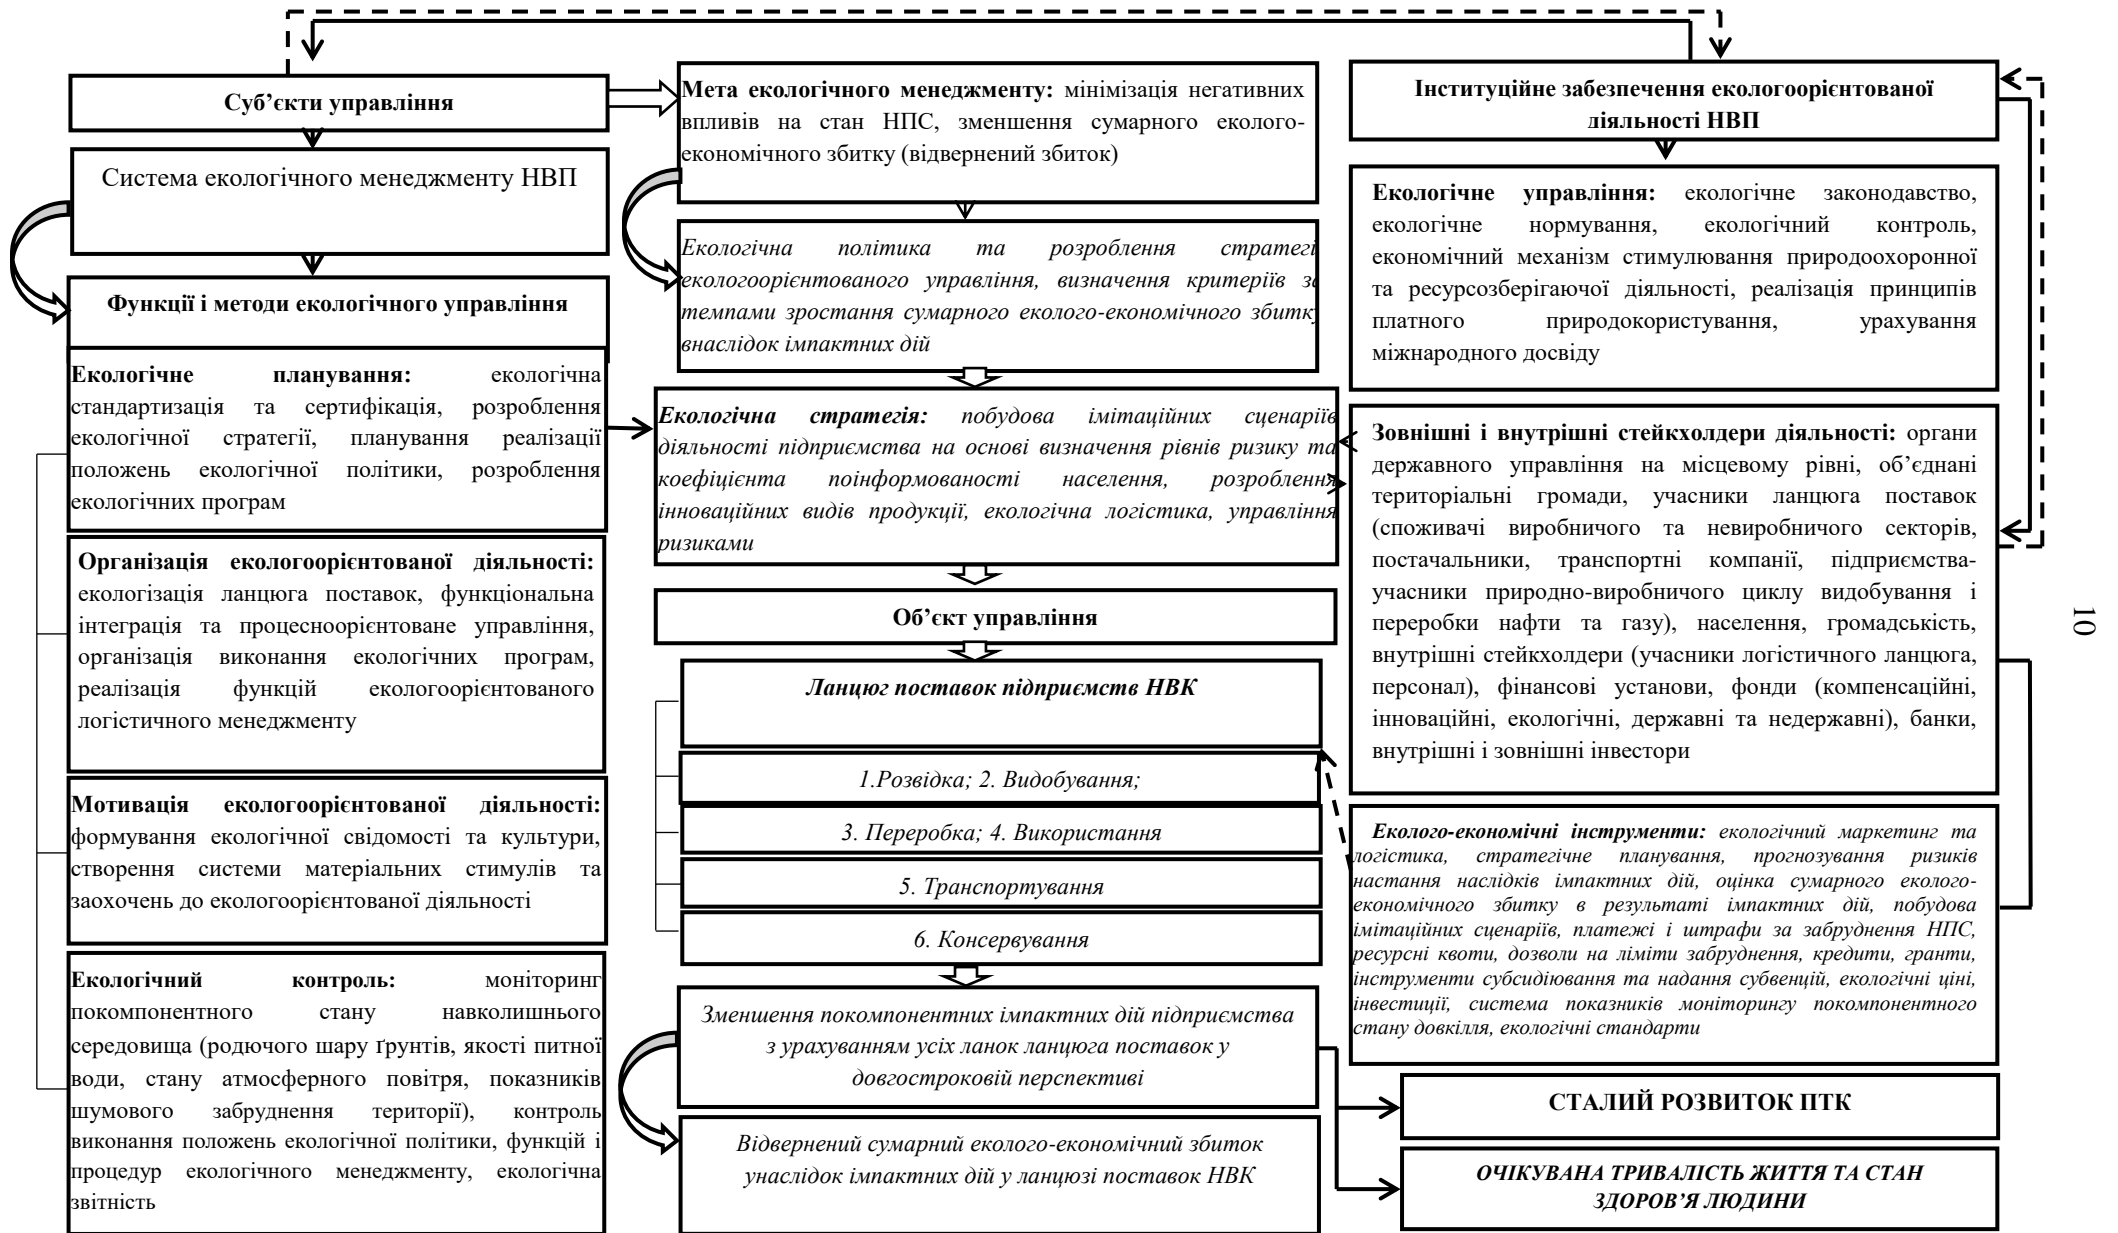 Суб’єкти управління
Система екологічного менеджменту НВП
Функції і методи екологічного управління
Екологічне планування: екологічна
стандартизація та сертифікація, розроблення
екологічної стратегії, планування реалізації
положень екологічної політики, розроблення
екологічних програм
Організація екологоорієнтованої діяльності:
екологізація ланцюга поставок, функціональна
інтеграція та процесноорієнтоване управління,
організація виконання екологічних програм,
реалізація функцій екологоорієнтованого
логістичного менеджменту
Мотивація екологоорієнтованої діяльності:
формування екологічної свідомості та культури,
створення системи матеріальних стимулів та
заохочень до екологоорієнтованої діяльності
Екологічний контроль: моніторинг
покомпонентного стану навколишнього
середовища (родючого шару ґрунтів, якості питної
води, стану атмосферного повітря, показників
шумового забруднення території), контроль
виконання положень екологічної політики, функцій і
процедур екологічного менеджменту, екологічна
звітність
Мета екологічного менеджменту: мінімізація негативних
впливів на стан НПС, зменшення сумарного еколого-
економічного збитку (відвернений збиток)
Екологічна політика та розроблення стратегі
екологоорієнтованого управління, визначення критеріїв за
темпами зростання сумарного еколого-економічного збитку
внаслідок імпактних дій
Екологічна стратегія: побудова імітаційних сценаріїв
діяльності підприємства на основі визначення рівнів ризику та
коефіцієнта поінформованості населення, розроблення
інноваційних видів продукції, екологічна логістика, управління
ризиками
Об’єкт управління
Ланцюг поставок підприємств НВК
1.Розвідка; 2. Видобування;
3. Переробка; 4. Використання
5. Транспортування
6. Консервування
Зменшення покомпонентних імпактних дій підприємства
з урахуванням усіх ланок ланцюга поставок у
довгостроковій перспективі
Відвернений сумарний еколого-економічний збиток
унаслідок імпактних дій у ланцюзі поставок НВК
Інституційне забезпечення екологоорієнтованої
діяльності НВП
Екологічне управління: екологічне законодавство,
екологічне нормування, екологічний контроль,
економічний механізм стимулювання природоохоронної
та ресурсозберігаючої діяльності, реалізація принципів
платного природокористування, урахування
міжнародного досвіду
Зовнішні і внутрішні стейкхолдери діяльності: органи
державного управління на місцевому рівні, об’єднані
територіальні громади, учасники ланцюга поставок
(споживачі виробничого та невиробничого секторів,
постачальники, транспортні компанії, підприємства-
учасники природно-виробничого циклу видобування і
переробки нафти та газу), населення, громадськість,
внутрішні стейкхолдери (учасники логістичного ланцюга,
персонал), фінансові установи, фонди (компенсаційні,
інноваційні, екологічні, державні та недержавні), банки,
внутрішні і зовнішні інвестори
Еколого-економічні інструменти: екологічний маркетинг та
логістика, стратегічне планування, прогнозування ризиків
настання наслідків імпактних дій, оцінка сумарного еколого-
економічного збитку в результаті імпактних дій, побудова
імітаційних сценаріїв, платежі і штрафи за забруднення НПС,
ресурсні квоти, дозволи на ліміти забруднення, кредити, гранти,
інструменти субсидіювання та надання субвенцій, екологічні ціні,
інвестиції, система показників моніторингу покомпонентного
стану довкілля, екологічні стандарти
СТАЛИЙ РОЗВИТОК ПТК
ОЧІКУВАНА ТРИВАЛІСТЬ ЖИТТЯ ТА СТАН
ЗДОРОВ’Я ЛЮДИНИ
10